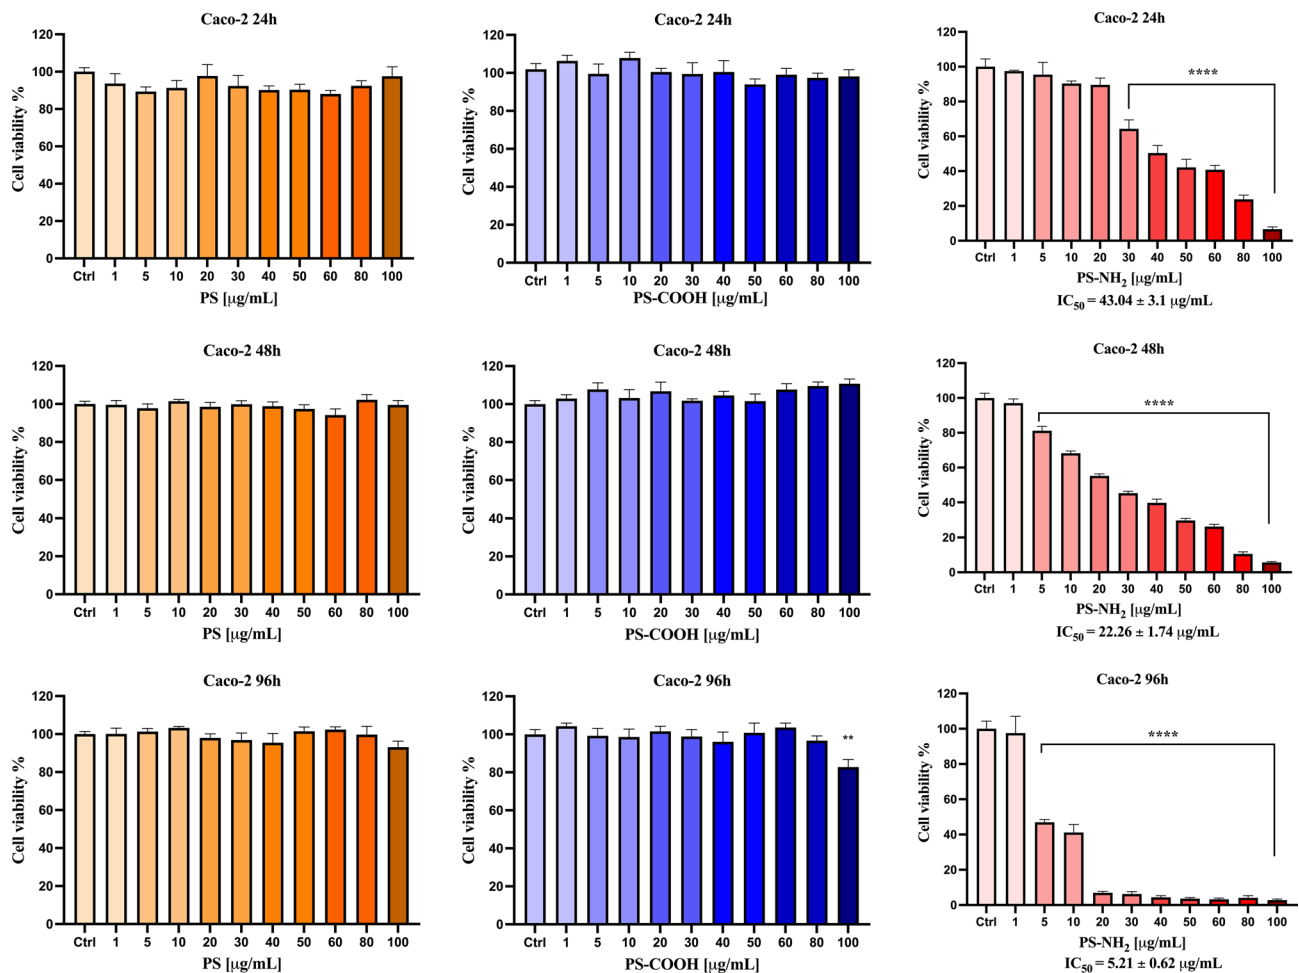 Caco-2 24h
Cell viability %
120
100
80
60
40
20
0
Ctrl 1 5 10 20 30 40 50 60 80 100
PS [μg/mL]
Caco-2 24h
Cell viability %
120
100
80
60
40
20
0
Ctrl 1 5 10 20 30 40 50 60 80 100
PS-COOH [μg/mL]
Caco-2 24h
Cell viability %
120
100
80
60
40
20
0
****
Ctrl 1 5 10 20 30 40 50 60 80 100
PS-NH₂ [μg/mL]
IC₅₀ = 43.04 ± 3.1 μg/mL
Caco-2 48h
Cell viability %
120
100
80
60
40
20
0
Ctrl 1 5 10 20 30 40 50 60 80 100
PS [μg/mL]
Caco-2 48h
Cell viability %
120
100
80
60
40
20
0
Ctrl 1 5 10 20 30 40 50 60 80 100
PS-COOH [μg/mL]
Caco-2 48h
Cell viability %
120
100
80
60
40
20
0
****
Ctrl 1 5 10 20 30 40 50 60 80 100
PS-NH₂ [μg/mL]
IC₅₀ = 22.26 ± 1.74 μg/mL
Caco-2 96h
Cell viability %
120
100
80
60
40
20
0
Ctrl 1 5 10 20 30 40 50 60 80 100
PS [μg/mL]
Caco-2 96h
Cell viability %
120
100
80
60
40
20
0
**
Ctrl 1 5 10 20 30 40 50 60 80 100
PS-COOH [μg/mL]
Caco-2 96h
Cell viability %
120
100
80
60
40
20
0
****
Ctrl 1 5 10 20 30 40 50 60 80 100
PS-NH₂ [μg/mL]
IC₅₀ = 5.21 ± 0.62 μg/mL